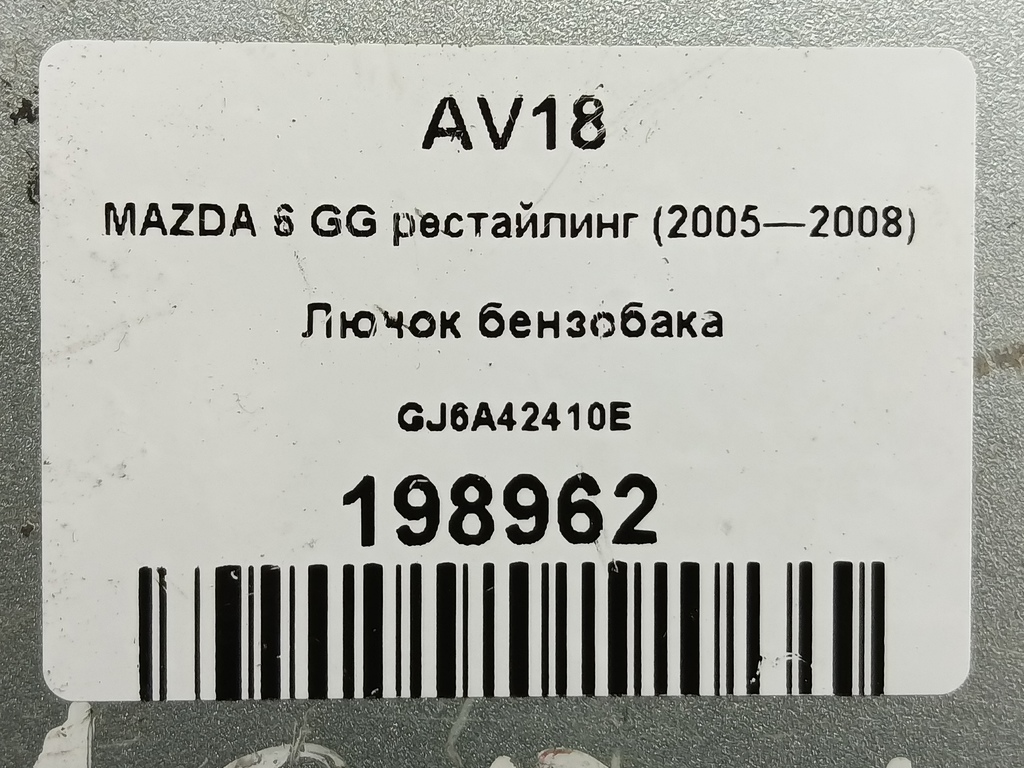 AV18
MAZDA 6 GG рестайлинг (2005—2008)
Лючок бензобака
GJ6A42410E
198962